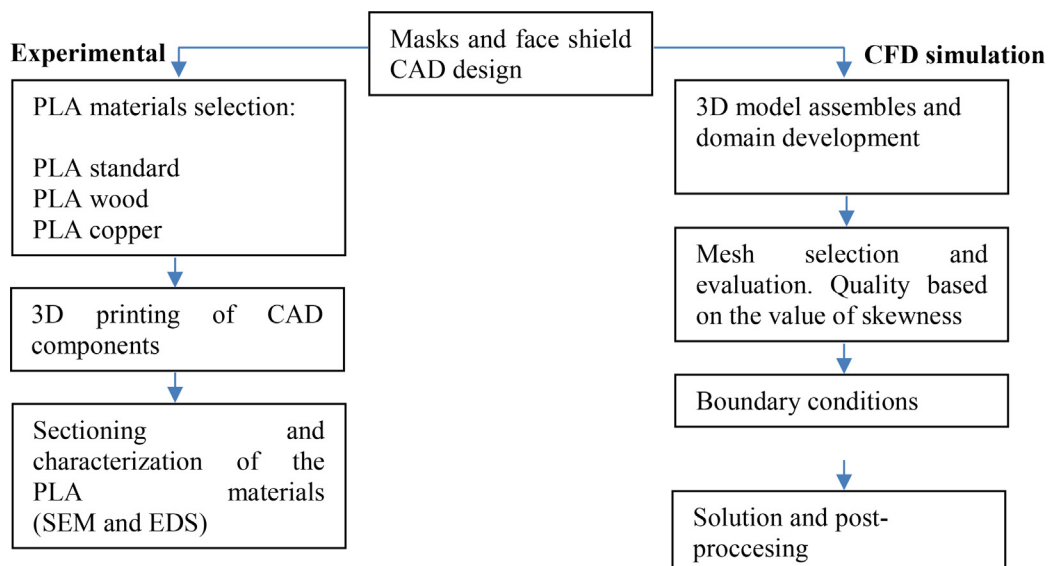 Masks and face shield
CAD design
Experimental
PLA materials selection:
PLA standard
PLA wood
PLA copper
3D printing of CAD
components
Sectioning and
characterization of the
PLA materials
(SEM and EDS)
CFD simulation
3D model assembles and
domain development
Mesh selection and
evaluation. Quality based
on the value of skewness
Boundary conditions
Solution and post-
proccesing